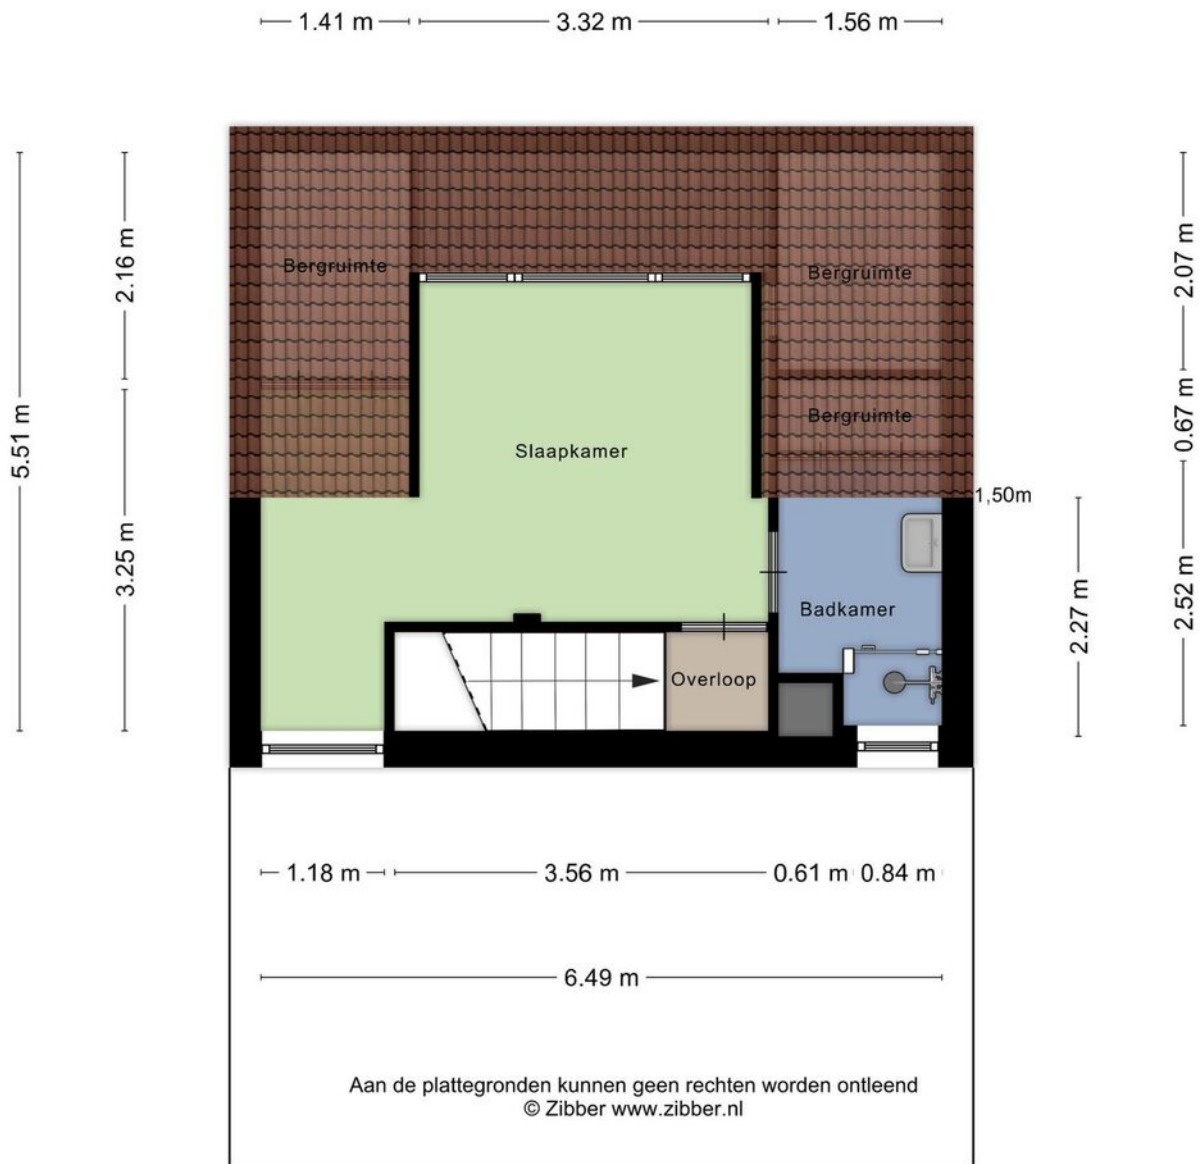 1.41 m
3.32 m
1.56 m
5.51 m
2.16 m
3.25 m
Bergruimte
Bergruimte
Bergruimte
Slaapkamer
1,50m
Badkamer
Overloop
2.07 m
0.67 m
2.52 m
2.27 m
1.18 m
3.56 m
0.61 m
0.84 m
6.49 m
Aan de plattegronden kunnen geen rechten worden ontleend
© Zibber www.zibber.nl